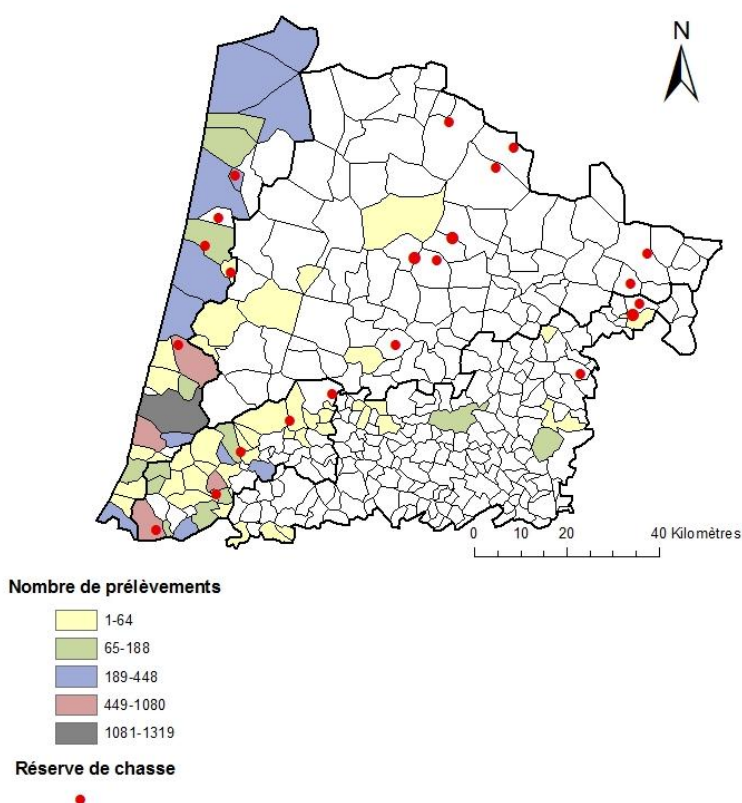 N
0 10 20 40 Kilomètres
Nombre de prélèvements
1-64
65-188
189-448
449-1080
1081-1319
Réserve de chasse